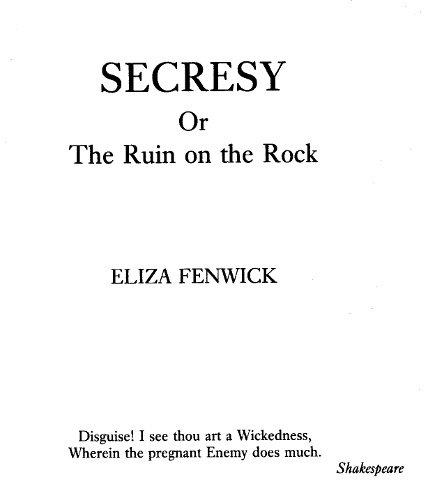 SECRESY
Or
The Ruin on the Rock
ELIZA FENWICK
Disguise! I see thou art a Wickedness,
Wherein the pregnant Enemy does much.
Shakespeare